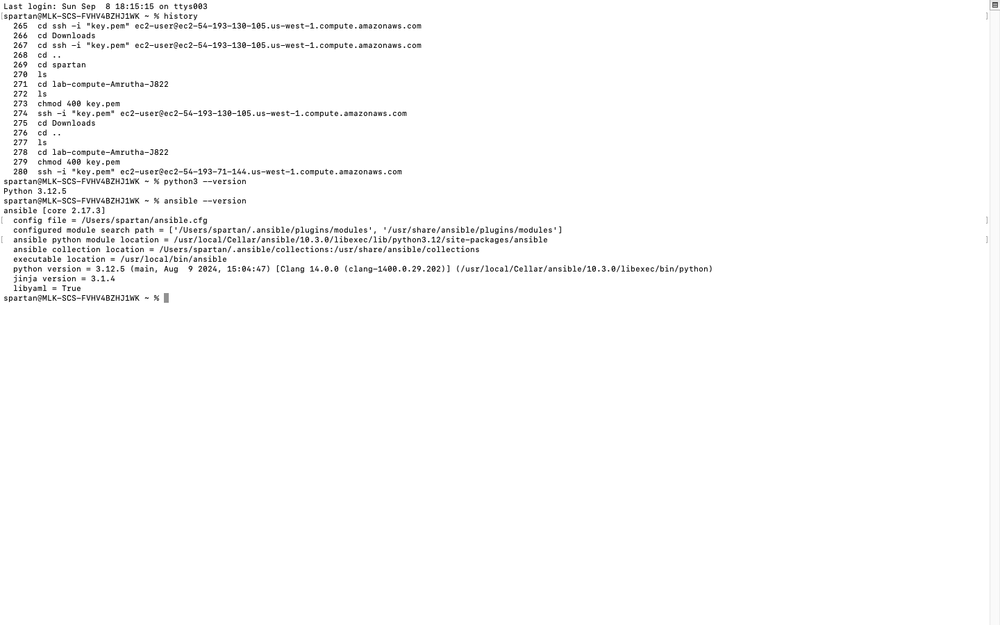 Last login: Sun Sep  8 18:15:15 on ttys003
[spartan@MLK-SCS-FVHV4BZHJ1WK ~ % history ]
  265  cd ssh -i "key.pem" ec2-user@ec2-54-193-130-105.us-west-1.compute.amazonaws.com
  266  cd Downloads
  267  cd ssh -i "key.pem" ec2-user@ec2-54-193-130-105.us-west-1.compute.amazonaws.com
  268  cd ..
  269  cd spartan
  270  ls
  271  cd lab-compute-Amrutha-J822
  272  ls
  273  chmod 400 key.pem
  274  ssh -i "key.pem" ec2-user@ec2-54-193-130-105.us-west-1.compute.amazonaws.com
  275  cd Downloads
  276  cd ..
  277  ls
  278  cd lab-compute-Amrutha-J822
  279  chmod 400 key.pem
  280  ssh -i "key.pem" ec2-user@ec2-54-193-71-144.us-west-1.compute.amazonaws.com
spartan@MLK-SCS-FVHV4BZHJ1WK ~ % python3 --version
Python 3.12.5
spartan@MLK-SCS-FVHV4BZHJ1WK ~ % ansible --version
ansible [core 2.17.3]
[ config file = /Users/spartan/ansible.cfg ]
  configured module search path = ['/Users/spartan/.ansible/plugins/modules', '/usr/share/ansible/plugins/modules']
[ ansible python module location = /usr/local/Cellar/ansible/10.3.0/libexec/lib/python3.12/site-packages/ansible ]
  ansible collection location = /Users/spartan/.ansible/collections:/usr/share/ansible/collections
  executable location = /usr/local/bin/ansible
  python version = 3.12.5 (main, Aug  9 2024, 15:04:47) [Clang 14.0.0 (clang-1400.0.29.202)] (/usr/local/Cellar/ansible/10.3.0/libexec/bin/python)
  jinja version = 3.1.4
  libyaml = True
spartan@MLK-SCS-FVHV4BZHJ1WK ~ %